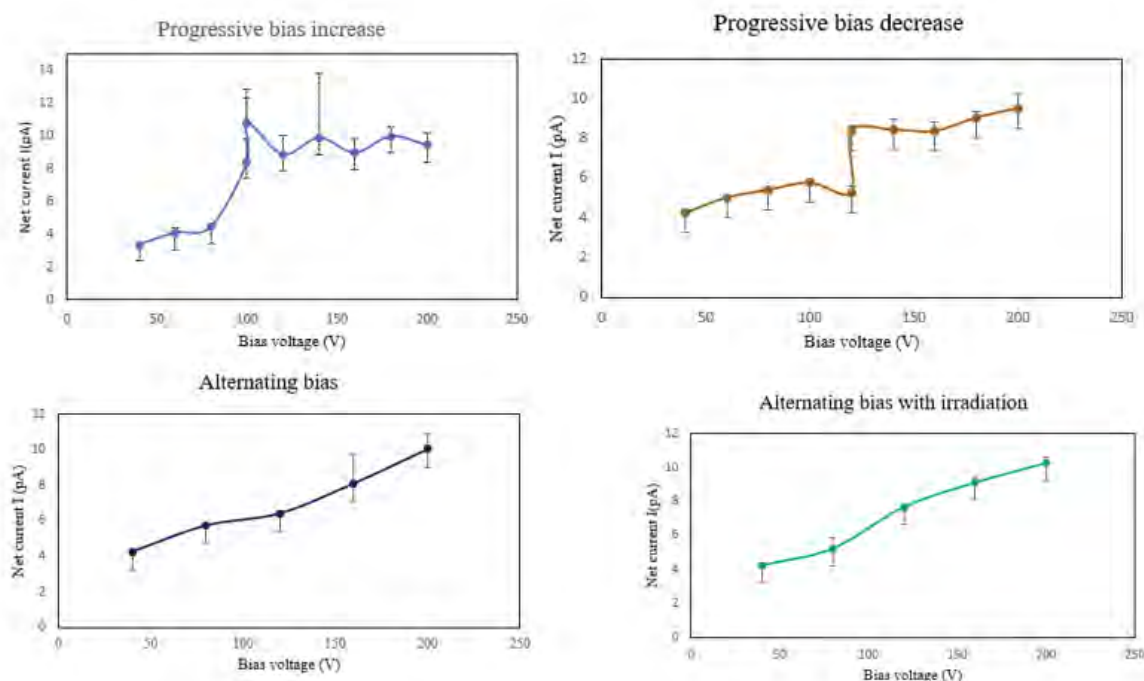 Progressive bias increase
14
12
10
8
6
4
2
0
Net current I(pA)
0 50 100 150 200 250
Bias voltage (V)
Progressive bias decrease
12
10
8
6
4
2
0
Net current I (pA)
0 50 100 150 200 250
Bias voltage (V)
Alternating bias
12
10
8
6
4
2
0
Net current I (pA)
0 50 100 150 200 250
Bias voltage (V)
Alternating bias with irradiation
12
10
8
6
4
2
0
Net current I(pA)
0 50 100 150 200 250
Bias voltage (V)